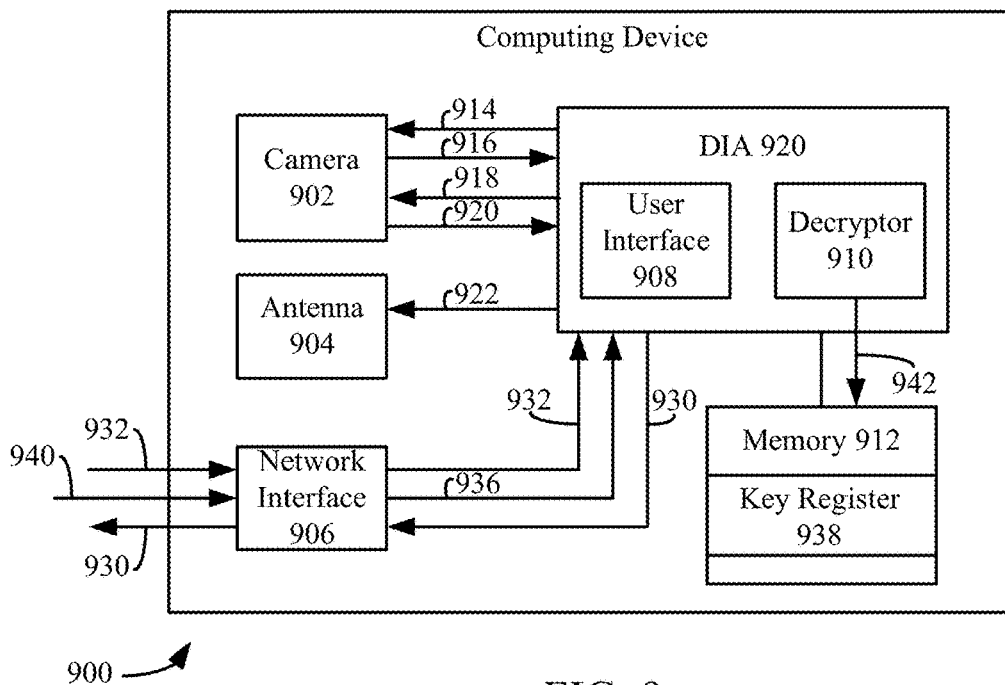 Computing Device
914
916
918
920
Camera
902
DIA 920
User
Interface
908
Decryptor
910
922
Antenna
904
942
932
930
932
940
930
Network
Interface
906
936
Memory 912
Key Register
938
900